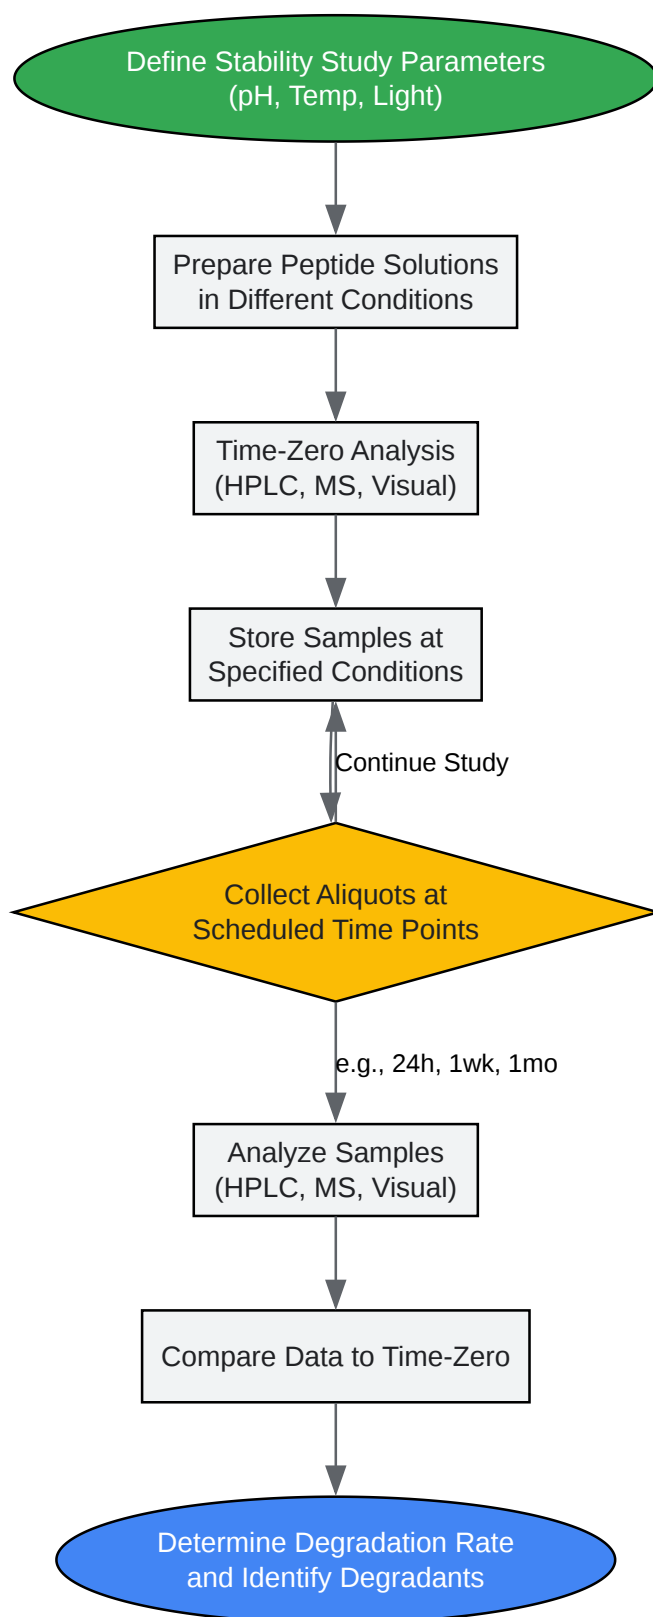 Define Stability Study Parameters
(pH, Temp, Light)
Prepare Peptide Solutions
in Different Conditions
Time-Zero Analysis
(HPLC, MS, Visual)
Store Samples at
Specified Conditions
Continue Study
Collect Aliquots at
Scheduled Time Points
e.g., 24h, 1wk, 1mo
Analyze Samples
(HPLC, MS, Visual)
Compare Data to Time-Zero
Determine Degradation Rate
and Identify Degradants